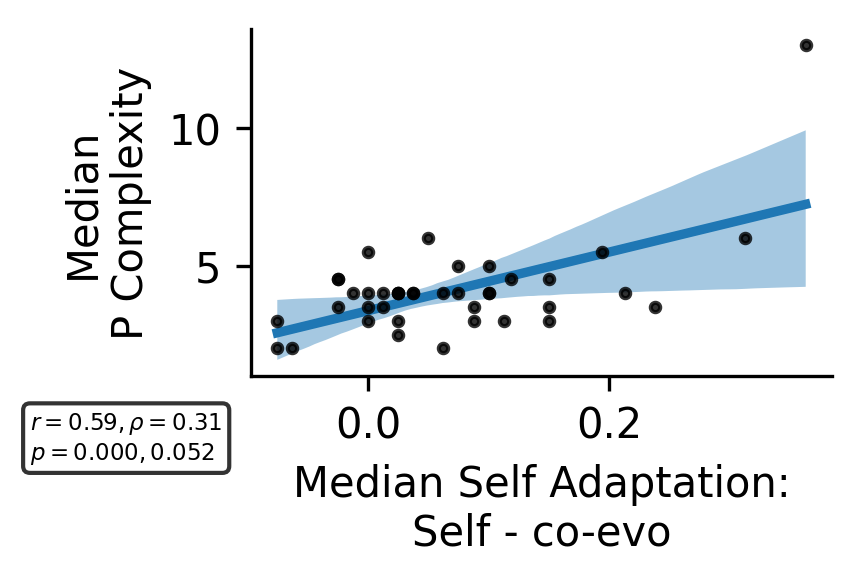 Median
P Complexity
10
5
0.0
0.2
r = 0.59, ρ = 0.31
p = 0.000, 0.052
Median Self Adaptation:
Self - co-evo